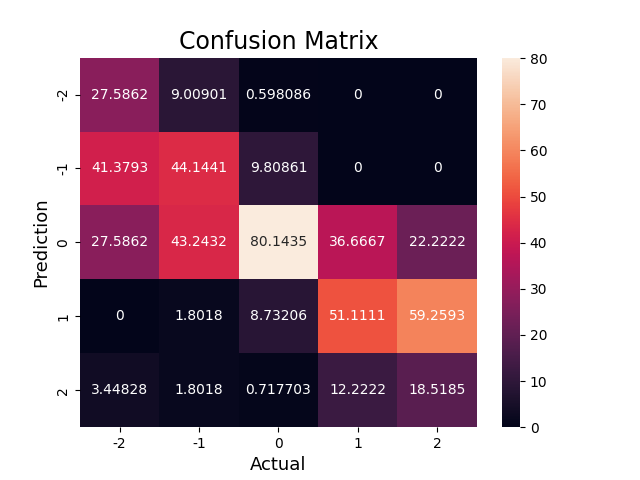 Confusion Matrix
Prediction
-2 27.5862 9.00901 0.598086 0 0
-1 41.3793 44.1441 9.80861 0 0
0 27.5862 43.2432 80.1435 36.6667 22.2222
1 0 1.8018 8.73206 51.1111 59.2593
2 3.44828 1.8018 0.717703 12.2222 18.5185
-2 -1 0 1 2
Actual
80
70
60
50
40
30
20
10
0